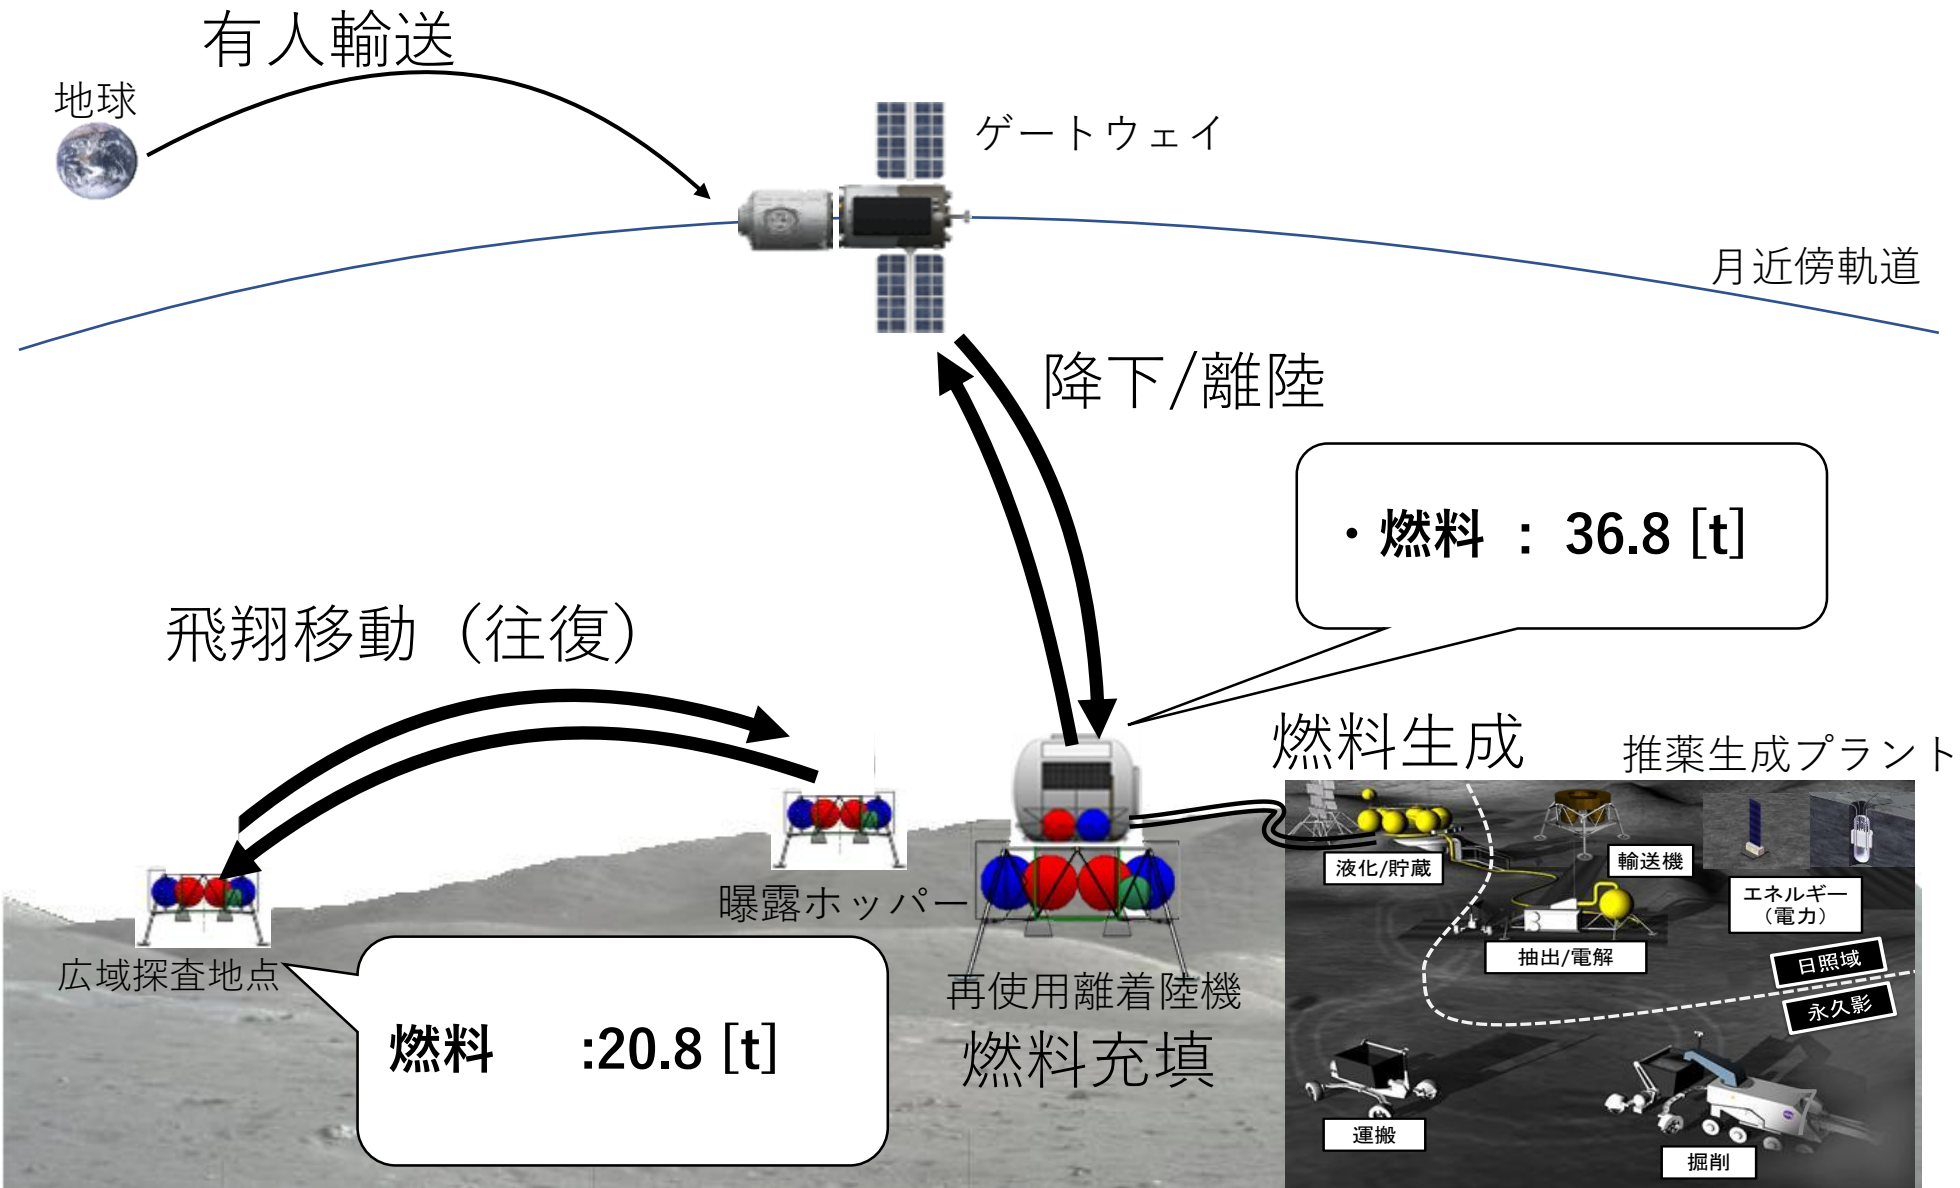 有人輸送
地球
ゲートウェイ
月近傍軌道
降下/離陸
・燃料 : 36.8 [t]
飛翔移動（往復）
燃料生成
推薬生成プラント
液化/貯蔵
輸送機
エネルギー
（電力）
抽出/電解
日照域
永久影
運搬
掘削
曝露ホッパー
広域探査地点
再使用離着陸機
燃料充填
燃料 :20.8 [t]